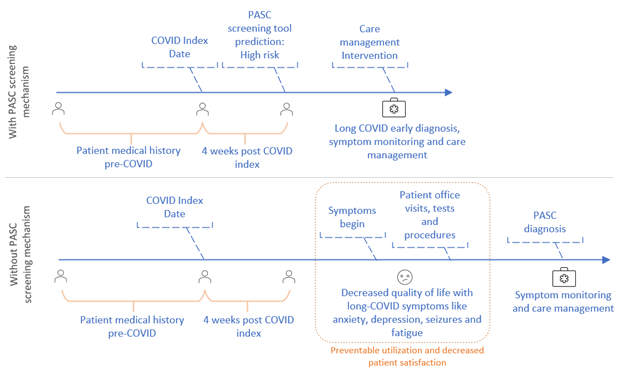 With PASC screening
mechanism
COVID Index
Date
PASC
screening tool
prediction:
High risk
Care
management
Intervention
Patient medical history
pre-COVID
4 weeks post COVID
index
Long COVID early diagnosis,
symptom monitoring and care
management
Without PASC
screening mechanism
COVID Index
Date
Symptoms
begin
Patient office
visits, tests
and
procedures
PASC
diagnosis
Patient medical history
pre-COVID
4 weeks post COVID
index
Decreased quality of life with
long-COVID symptoms like
anxiety, depression, seizures and
fatigue
Symptom monitoring
and care management
Preventable utilization and decreased
patient satisfaction